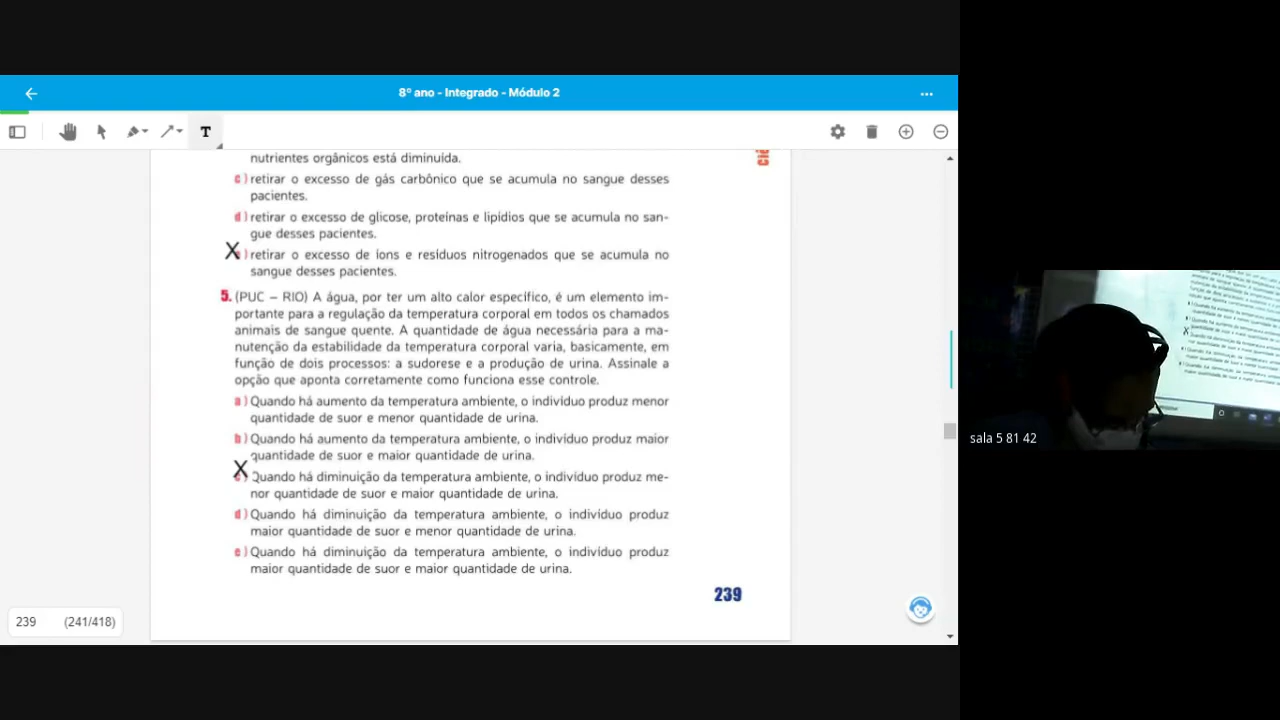 8º ano - Integrado - Módulo 2
T
nutrientes orgânicos está diminuída.
c) retirar o excesso de gás carbônico que se acumula no sangue desses
pacientes.
d) retirar o excesso de glicose, proteínas e lipídios que se acumula no san-
gue desses pacientes.
X ) retirar o excesso de íons e resíduos nitrogenados que se acumula no
sangue desses pacientes.
5. (PUC – RIO) A água, por ter um alto calor específico, é um elemento im-
portante para a regulação da temperatura corporal em todos os chamados
animais de sangue quente. A quantidade de água necessária para a ma-
nutenção da estabilidade da temperatura corporal varia, basicamente, em
função de dois processos: a sudorese e a produção de urina. Assinale a
opção que aponta corretamente como funciona esse controle.
a) Quando há aumento da temperatura ambiente, o indivíduo produz menor
quantidade de suor e menor quantidade de urina.
b) Quando há aumento da temperatura ambiente, o indivíduo produz maior
quantidade de suor e maior quantidade de urina.
X ) Quando há diminuição da temperatura ambiente, o indivíduo produz me-
nor quantidade de suor e maior quantidade de urina.
d) Quando há diminuição da temperatura ambiente, o indivíduo produz
maior quantidade de suor e menor quantidade de urina.
e) Quando há diminuição da temperatura ambiente, o indivíduo produz
maior quantidade de suor e maior quantidade de urina.
239
239 (241/418)
sala 5 81 42